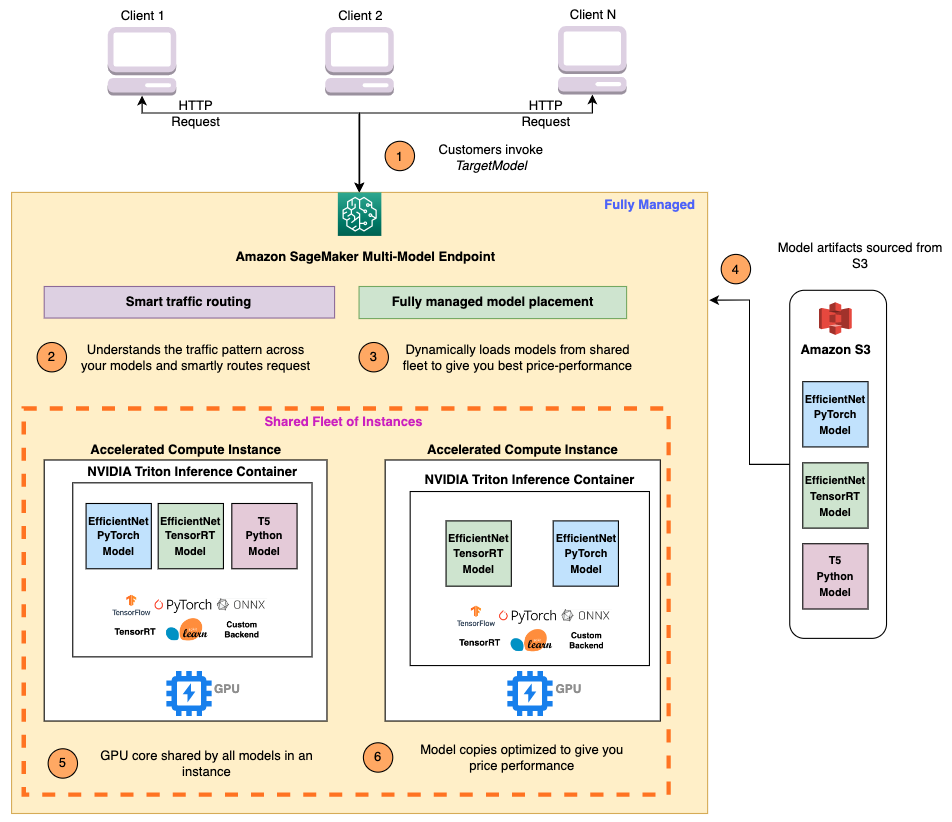 Client 1
Client 2
Client N
HTTP
Request
HTTP
Request
1
Customers invoke
TargetModel
Fully Managed
Amazon SageMaker Multi-Model Endpoint
Smart traffic routing
Fully managed model placement
2
Understands the traffic pattern across
your models and smartly routes request
3
Dynamically loads models from shared
fleet to give you best price-performance
4
Model artifacts sourced from
S3
Amazon S3
EfficientNet
PyTorch
Model
EfficientNet
TensorRT
Model
T5
Python
Model
Shared Fleet of Instances
Accelerated Compute Instance
NVIDIA Triton Inference Container
EfficientNet
PyTorch
Model
EfficientNet
TensorRT
Model
T5
Python
Model
TensorFlow
PyTorch
ONNX
TensorRT
learn
Custom
Backend
GPU
Accelerated Compute Instance
NVIDIA Triton Inference Container
EfficientNet
TensorRT
Model
EfficientNet
PyTorch
Model
TensorFlow
PyTorch
ONNX
TensorRT
learn
Custom
Backend
GPU
5
GPU core shared by all models in an
instance
6
Model copies optimized to give you
price performance